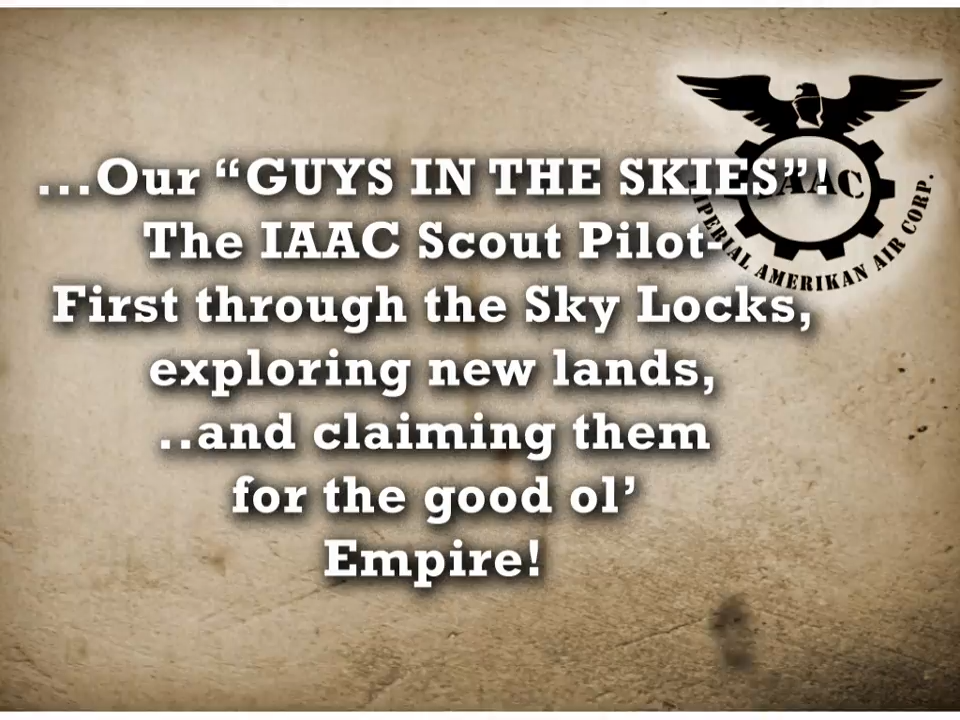 ...Our “GUYS IN THE SKIES”!
The IAAC Scout Pilot-
First through the Sky Locks,
exploring new lands,
..and claiming them
for the good ol’
Empire!
IAAC
IMPERIAL AMERIKAN AIR CORP.